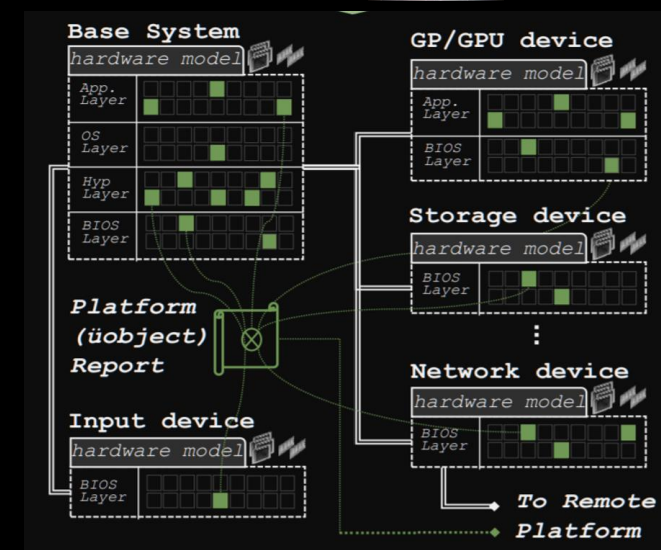 Base System
hardware model
App.
Layer
OS
Layer
Hyp
Layer
BIOS
Layer
Platform
(üobject)
Report
Input device
hardware model
BIOS
Layer
GP/GPU device
hardware model
App.
Layer
BIOS
Layer
Storage device
hardware model
BIOS
Layer
Network device
hardware model
BIOS
Layer
To Remote
Platform